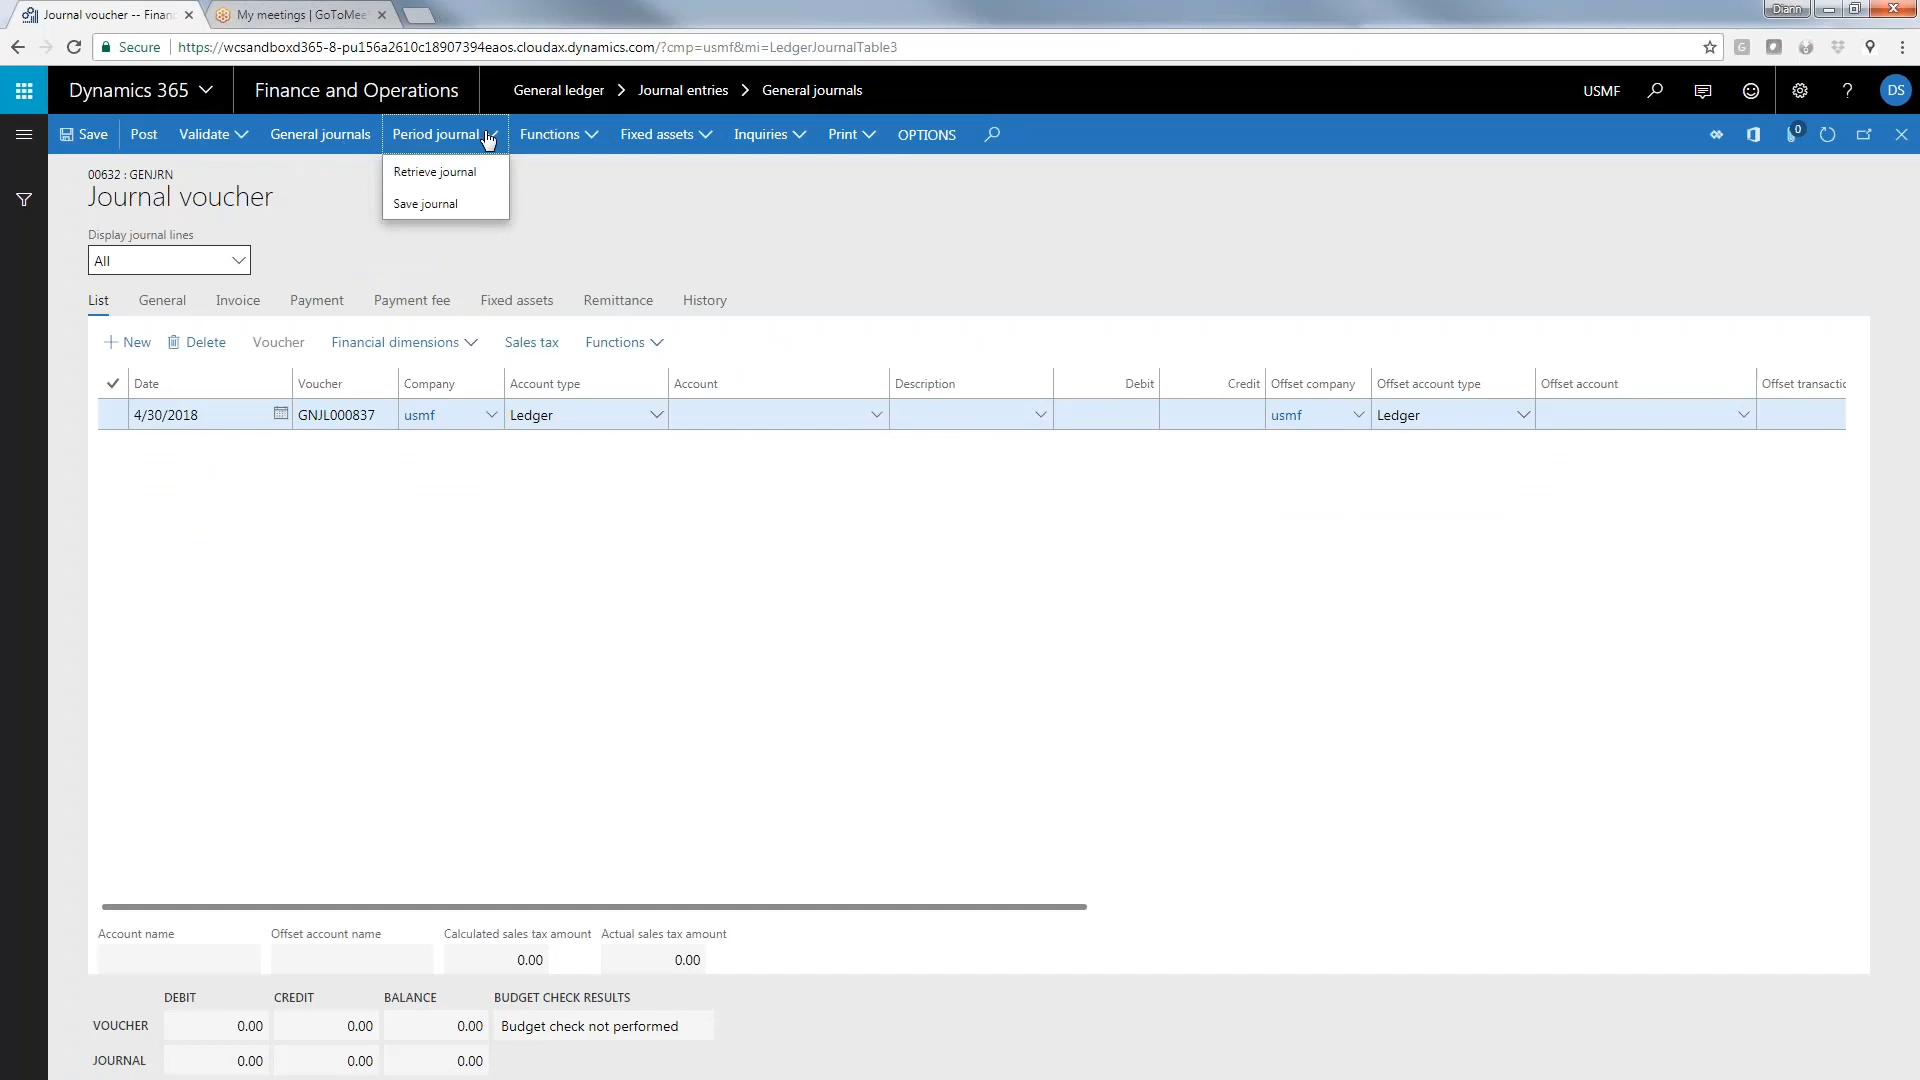 Journal voucher -- Finan
My meetings | GoToMee
Diann
Secure
https://wcsandboxd365-8-pu156a2610c18907394eaos.cloudax.dynamics.com/?cmp=usmf&mi=LedgerJournalTable3
Dynamics 365
Finance and Operations
General ledger > Journal entries > General journals
USMF
?
DS
Save
Post
Validate
General journals
Period journal
Functions
Fixed assets
Inquiries
Print
OPTIONS
0
Retrieve journal
Save journal
00632 : GENJRN
Journal voucher
Display journal lines
All
List
General
Invoice
Payment
Payment fee
Fixed assets
Remittance
History
New
Delete
Voucher
Financial dimensions
Sales tax
Functions
Date
Voucher
Company
Account type
Account
Description
Debit
Credit
Offset company
Offset account type
Offset account
Offset transactio
4/30/2018
GNJL000837
usmf
Ledger
usmf
Ledger
Account name
Offset account name
Calculated sales tax amount
Actual sales tax amount
0.00
0.00
DEBIT
CREDIT
BALANCE
BUDGET CHECK RESULTS
VOUCHER
0.00
0.00
0.00
Budget check not performed
JOURNAL
0.00
0.00
0.00